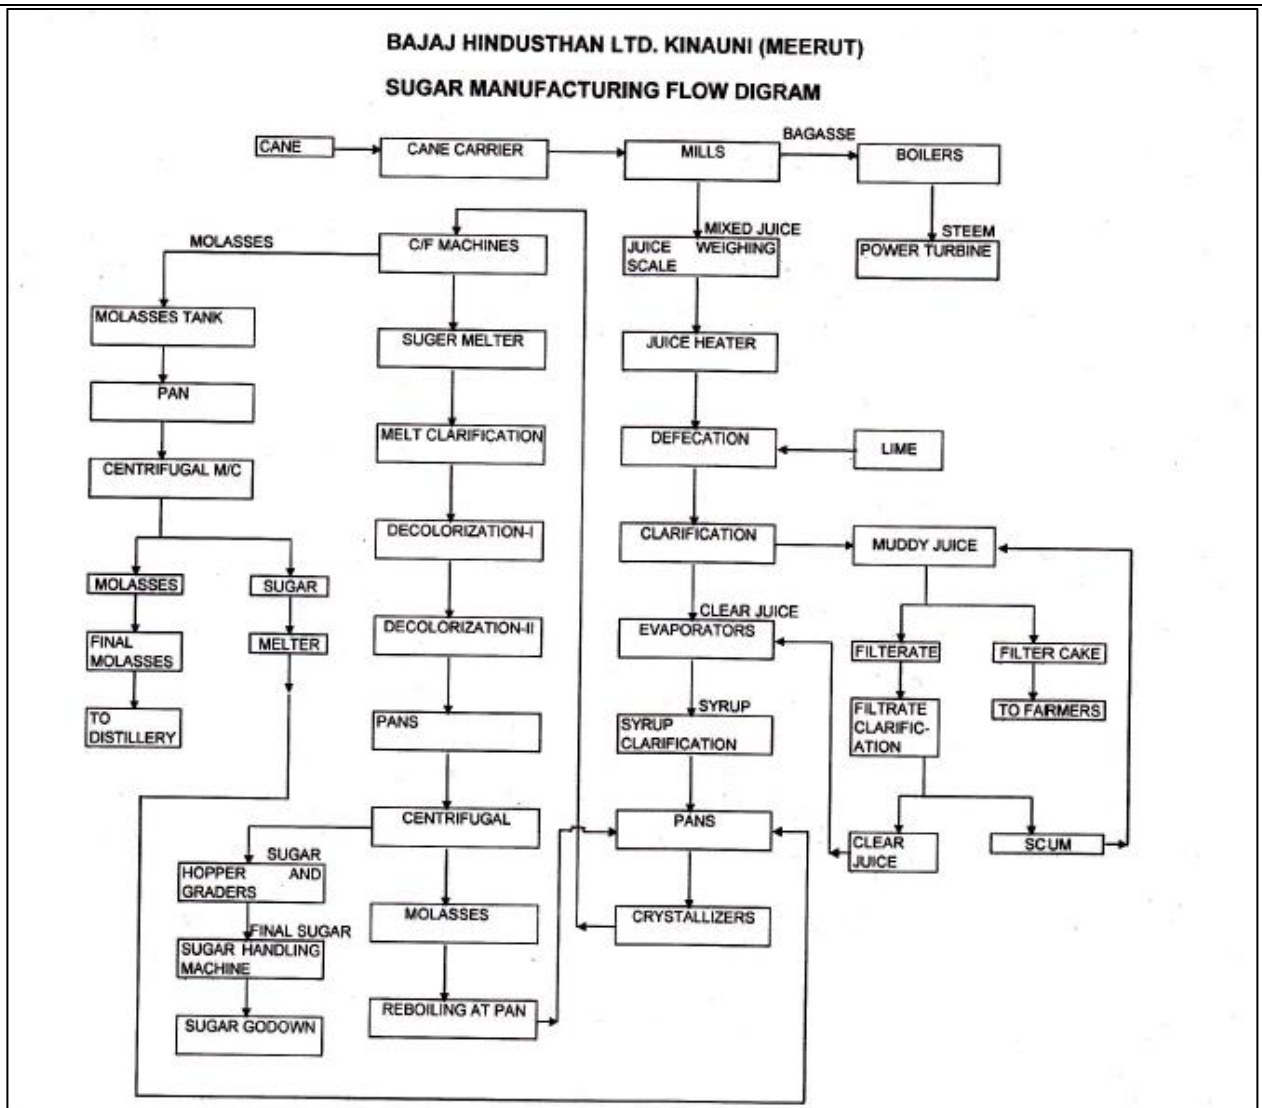 BAJAJ HINDUSTHAN LTD. KINAUNI (MEERUT)
SUGAR MANUFACTURING FLOW DIGRAM
CANE
CANE CARRIER
MILLS
BAGASSE
BOILERS
MOLASSES
C/F MACHINES
MIXED JUICE
JUICE WEIGHING
SCALE
STEEM
POWER TURBINE
MOLASSES TANK
SUGER MELTER
JUICE HEATER
PAN
MELT CLARIFICATION
DEFECATION
LIME
CENTRIFUGAL M/C
DECOLORIZATION-I
CLARIFICATION
MUDDY JUICE
MOLASSES
SUGAR
CLEAR JUICE
DECOLORIZATION-II
EVAPORATORS
FINAL
MOLASSES
MELTER
FILTERATE
FILTER CAKE
TO
DISTILLERY
PANS
SYRUP
SYRUP
CLARIFICATION
FILTRATE
CLARIFIC-
ATION
TO FARMERS
CENTRIFUGAL
PANS
CLEAR
JUICE
SCUM
SUGAR
HOPPER AND
GRADERS
MOLASSES
CRYSTALLIZERS
FINAL SUGAR
SUGAR HANDLING
MACHINE
REBOILING AT PAN
SUGAR GODOWN